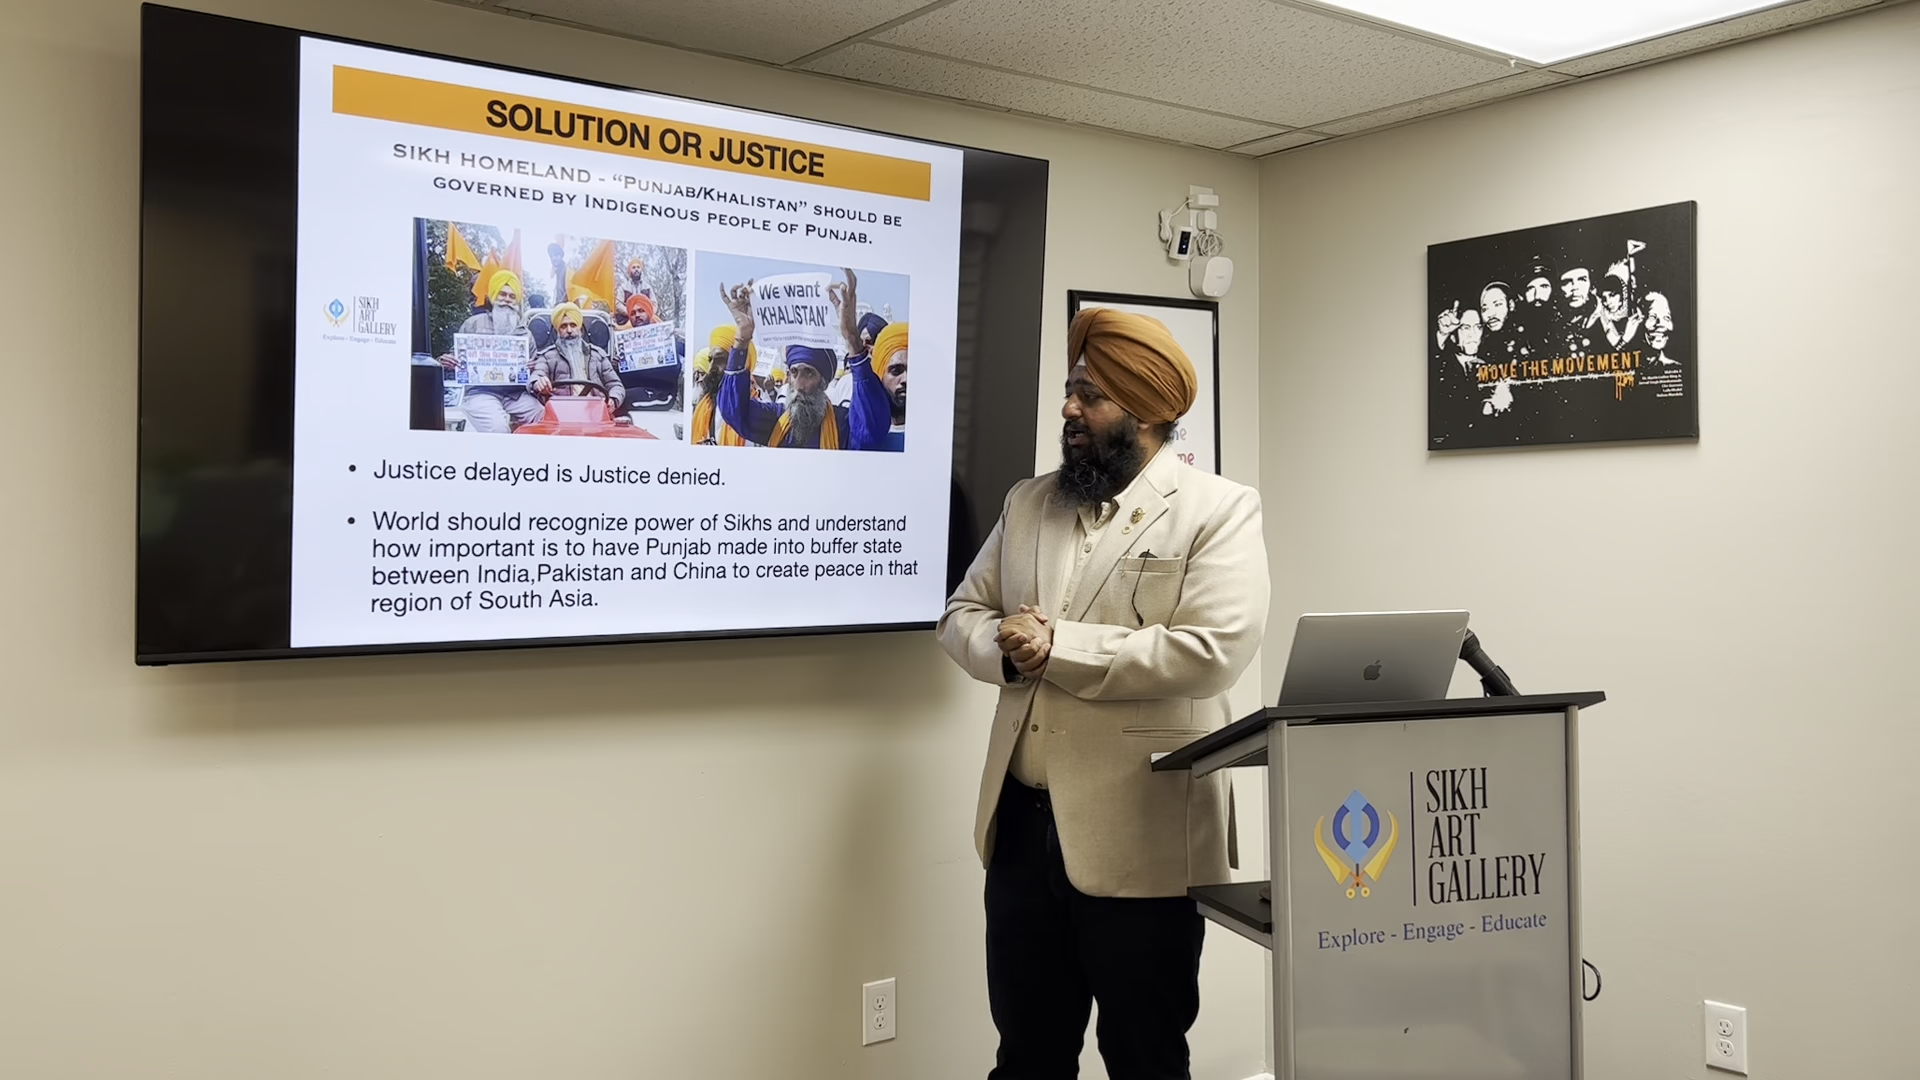 SOLUTION OR JUSTICE
SIKH HOMELAND - “PUNJAB/KHALISTAN” SHOULD BE
GOVERNED BY INDIGENOUS PEOPLE OF PUNJAB.
SIKH
ART
GALLERY
Explore - Engage - Educate
We want
'KHALISTAN'
• Justice delayed is Justice denied.
• World should recognize power of Sikhs and understand
how important is to have Punjab made into buffer state
between India,Pakistan and China to create peace in that
region of South Asia.
MOVE THE MOVEMENT
me
SIKH
ART
GALLERY
Explore - Engage - Educate